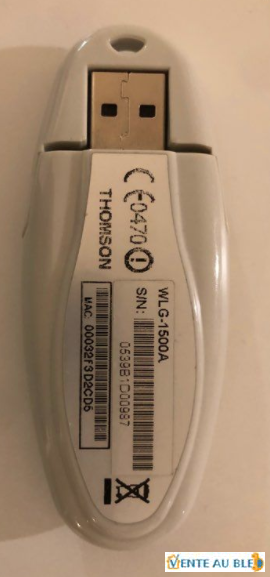 CE0470
THOMSON
WLG-1500A
S/N:
0539B1D00987
MAC: 00032F3D2CD5
VENTE AU BLED